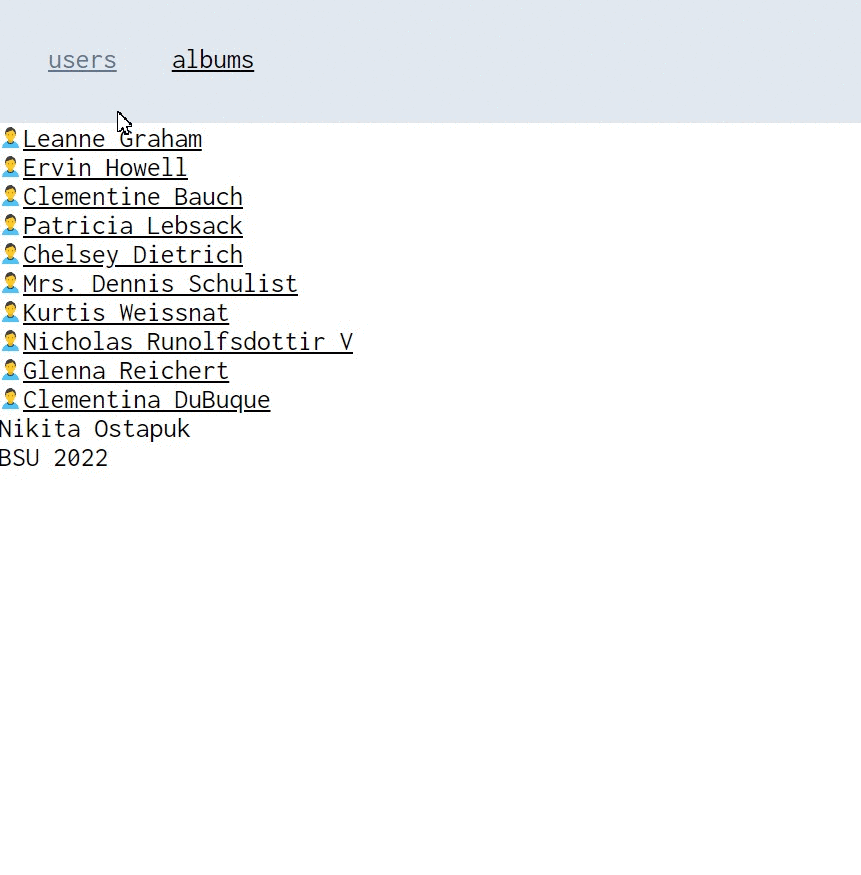 users albums
Leanne Graham
Ervin Howell
Clementine Bauch
Patricia Lebsack
Chelsey Dietrich
Mrs. Dennis Schulist
Kurtis Weissnat
Nicholas Runolfsdottir V
Glenna Reichert
Clementina DuBuque
Nikita Ostapuk
BSU 2022